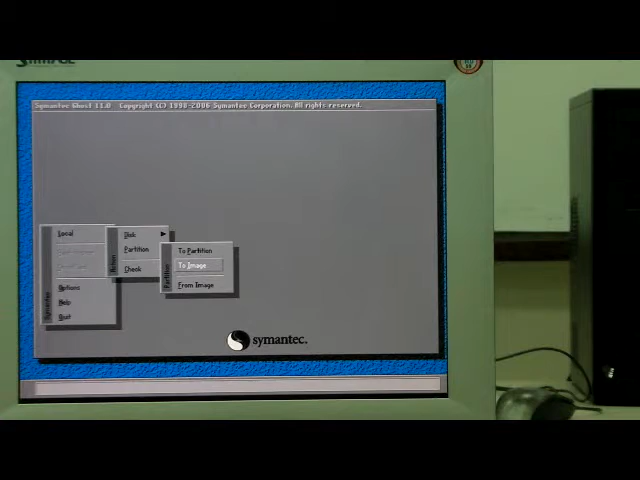 Symantec Ghost 11.0 Copyright (C) 1998-2006 Symantec Corporation. All rights reserved.
Local
Options
Help
Quit
Symantec
Disk
Partition
Check
To Partition
To Image
From Image
Partition
symantec.